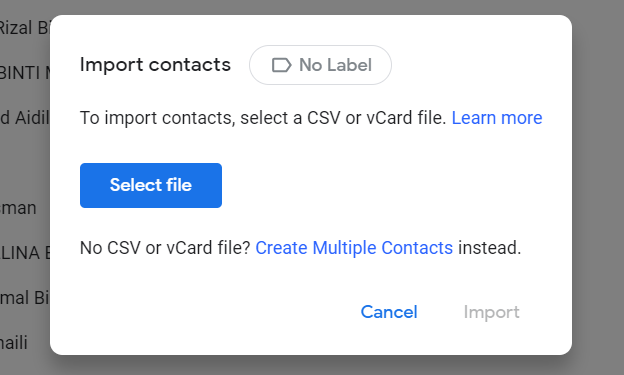 Rizal Bi
BINTI M
d Aidil
man
LINA B
mal Bi
naili
Import contacts
No Label
To import contacts, select a CSV or vCard file. Learn more
Select file
No CSV or vCard file? Create Multiple Contacts instead.
Cancel Import